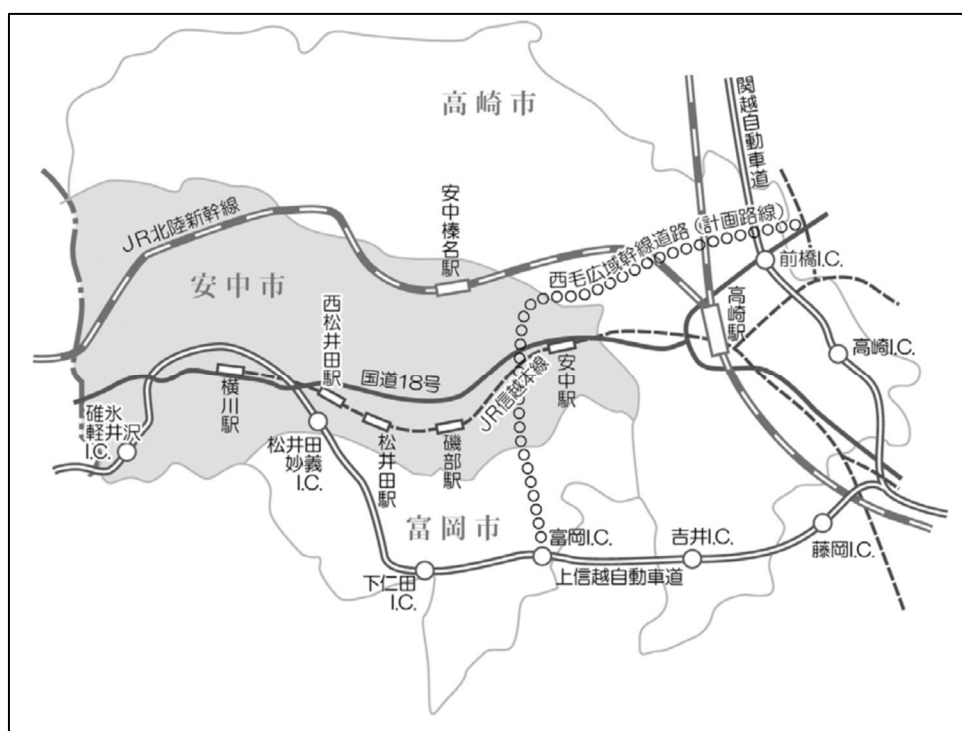 高崎市
関越自動車道
JR北陸新幹線
安中榛名駅
西毛広域幹線道路(計画路線)
前橋I.C.
安中市
西松井田駅
高崎駅
高崎I.C.
国道18号
安中駅
JR信越本線
横川駅
碓氷
軽井沢
I.C.
松井田
妙義
I.C.
松井田駅
磯部駅
富岡市
富岡I.C.
吉井I.C.
藤岡I.C.
下仁田
I.C.
上信越自動車道